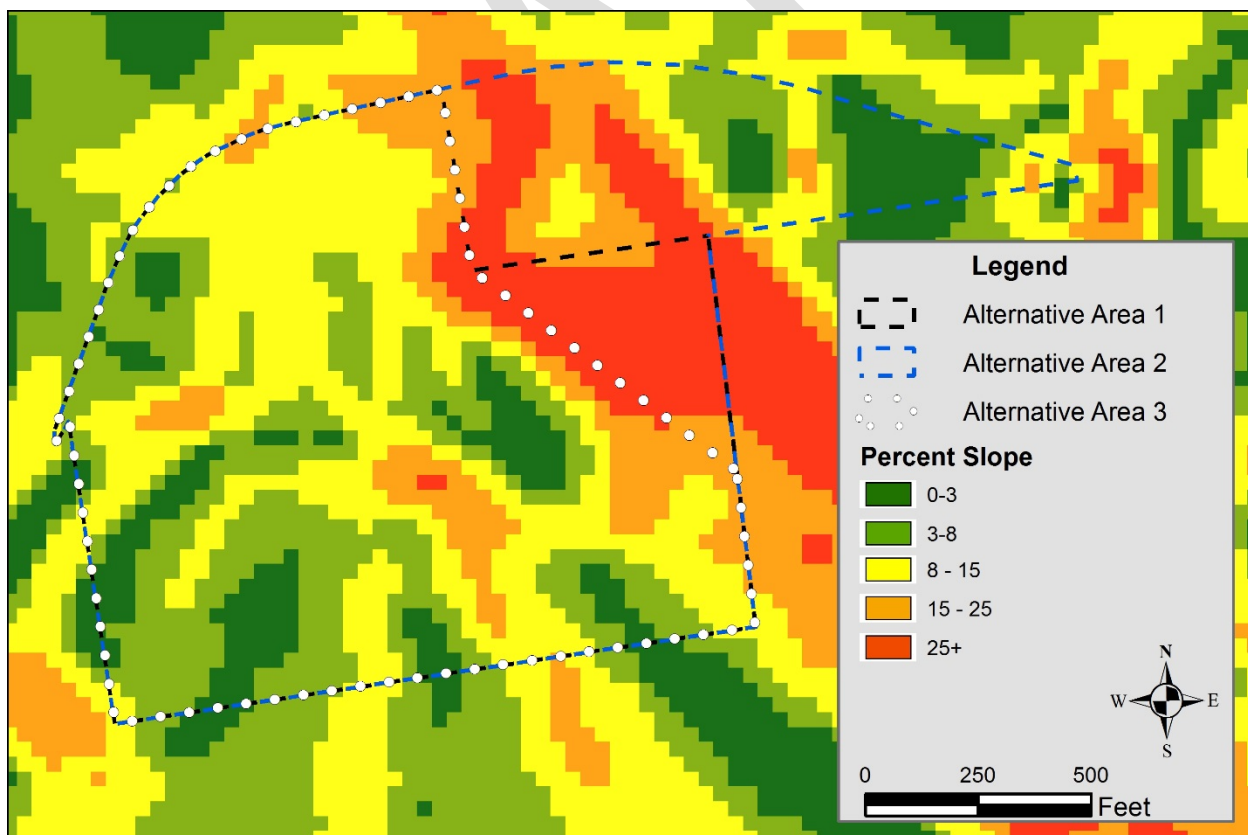 Legend
Alternative Area 1
Alternative Area 2
Alternative Area 3
Percent Slope
0-3
3-8
8 - 15
15 - 25
25+
N
W E
S
0 250 500
Feet